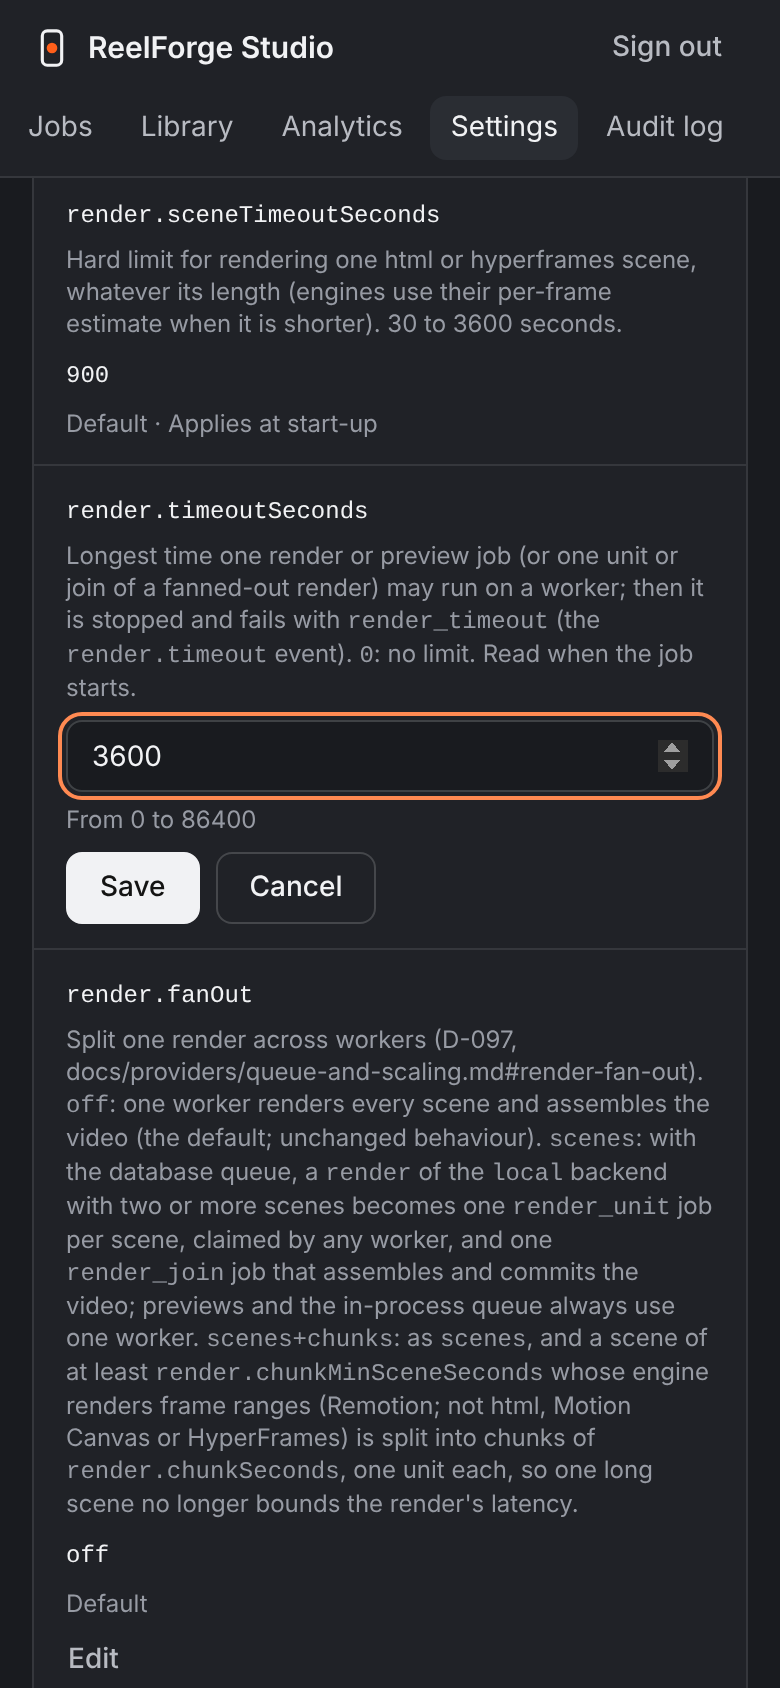 ReelForge Studio
Sign out
Jobs
Library
Analytics
Settings
Audit log
render.sceneTimeoutSeconds
Hard limit for rendering one html or hyperframes scene,
whatever its length (engines use their per-frame
estimate when it is shorter). 30 to 3600 seconds.
900
Default · Applies at start-up
render.timeoutSeconds
Longest time one render or preview job (or one unit or
join of a fanned-out render) may run on a worker; then it
is stopped and fails with render_timeout (the
render.timeout event). 0: no limit. Read when the job
starts.
3600
From 0 to 86400
Save
Cancel
render.fanOut
Split one render across workers (D-097,
docs/providers/queue-and-scaling.md#render-fan-out).
off: one worker renders every scene and assembles the
video (the default; unchanged behaviour). scenes: with
the database queue, a render of the local backend
with two or more scenes becomes one render_unit job
per scene, claimed by any worker, and one
render_join job that assembles and commits the
video; previews and the in-process queue always use
one worker. scenes+chunks: as scenes, and a scene of
at least render.chunkMinSceneSeconds whose engine
renders frame ranges (Remotion; not html, Motion
Canvas or HyperFrames) is split into chunks of
render.chunkSeconds, one unit each, so one long
scene no longer bounds the render's latency.
off
Default
Edit